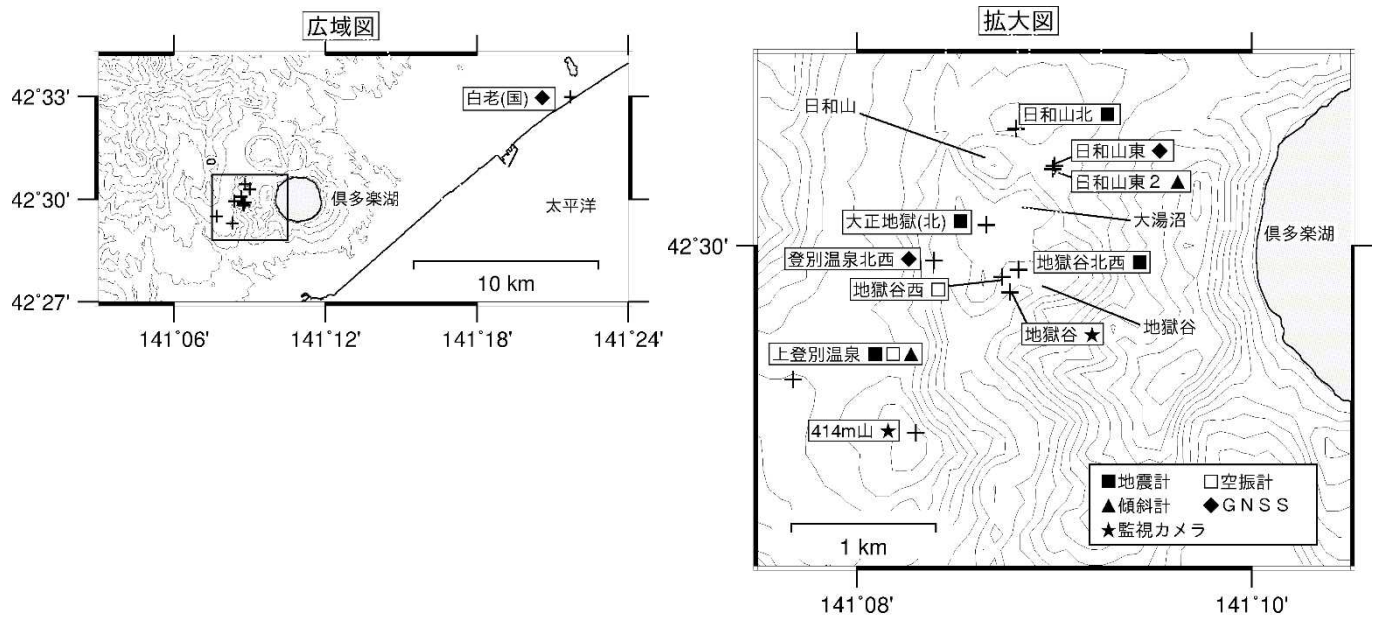 広域図
141˚06' 141˚12' 141˚18' 141˚24'
42˚33'
42˚30'
42˚27'
白老(国) ◆
0
倶多楽湖
太平洋
10 km
拡大図
日和山
日和山北 ■
日和山東 ◆
日和山東2 ▲
大湯沼
大正地獄(北) ■
倶多楽湖
42˚30'
登別温泉北西 ◆
地獄谷北西 ■
地獄谷西 □
地獄谷
地獄谷 ★
上登別温泉 ■□▲
414m山 ★
■地震計 □空振計
▲傾斜計 ◆GNSS
★監視カメラ
1 km
141˚08' 141˚10'